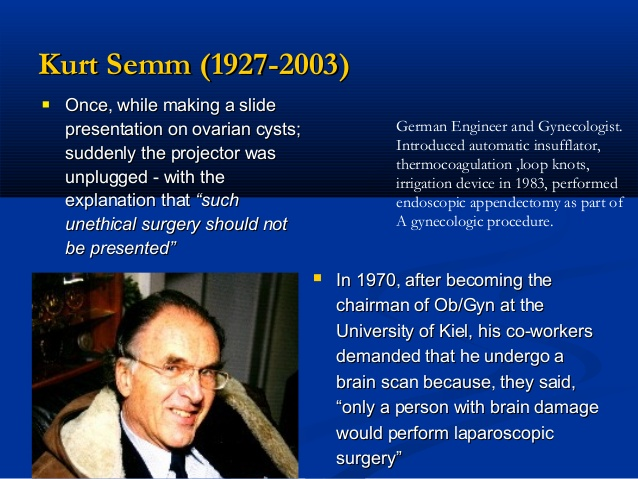 Kurt Semm (1927-2003)
Once, while making a slide
presentation on ovarian cysts;
suddenly the projector was
unplugged - with the
explanation that “such
unethical surgery should not
be presented”
German Engineer and Gynecologist.
Introduced automatic insufflator,
thermocoagulation ,loop knots,
irrigation device in 1983, performed
endoscopic appendectomy as part of
A gynecologic procedure.
In 1970, after becoming the
chairman of Ob/Gyn at the
University of Kiel, his co-workers
demanded that he undergo a
brain scan because, they said,
“only a person with brain damage
would perform laparoscopic
surgery”